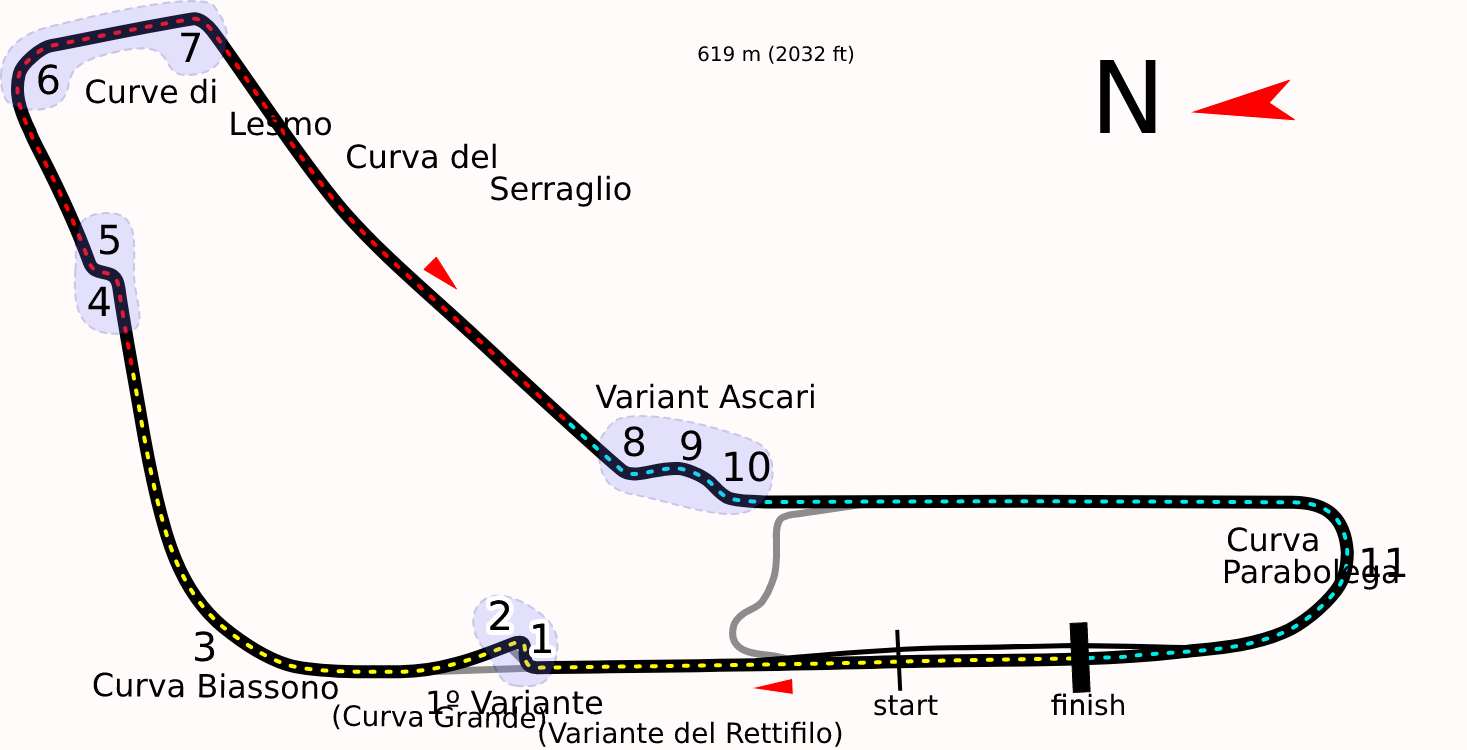 619 m (2032 ft)
N
7
6
Curve di
Lesmo
Curva del
Serraglio
5
4
Variant Ascari
8
9
10
Curva
Parabolega
11
2
1
3
Curva Biassono
(Curva Grande)
1º Variante
(Variante del Rettifilo)
start
finish